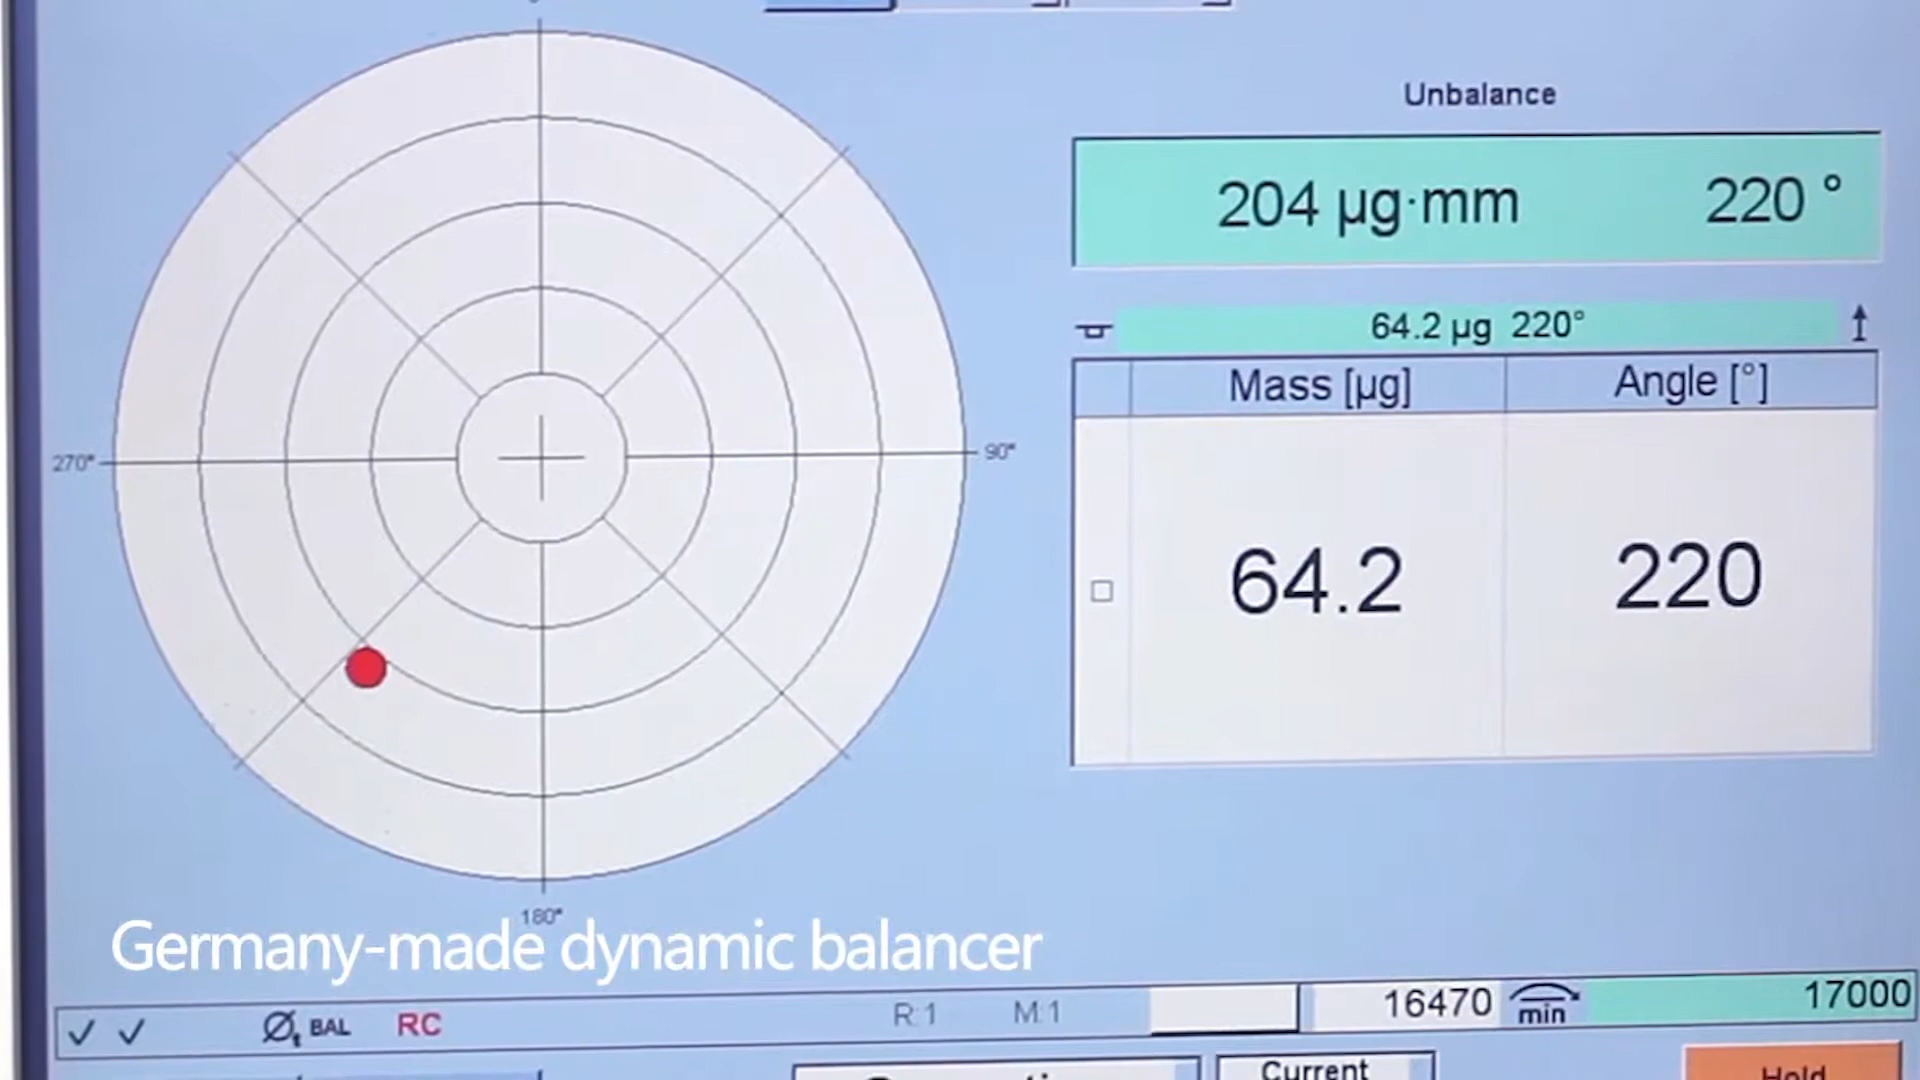 Unbalance
204 µg·mm 220 °
64.2 µg 220°
Mass [µg] Angle [°]
270° 90°
64.2 220
180°
Germany-made dynamic balancer
BAL RC R:1 M:1 16470 min 17000
Current
Hold